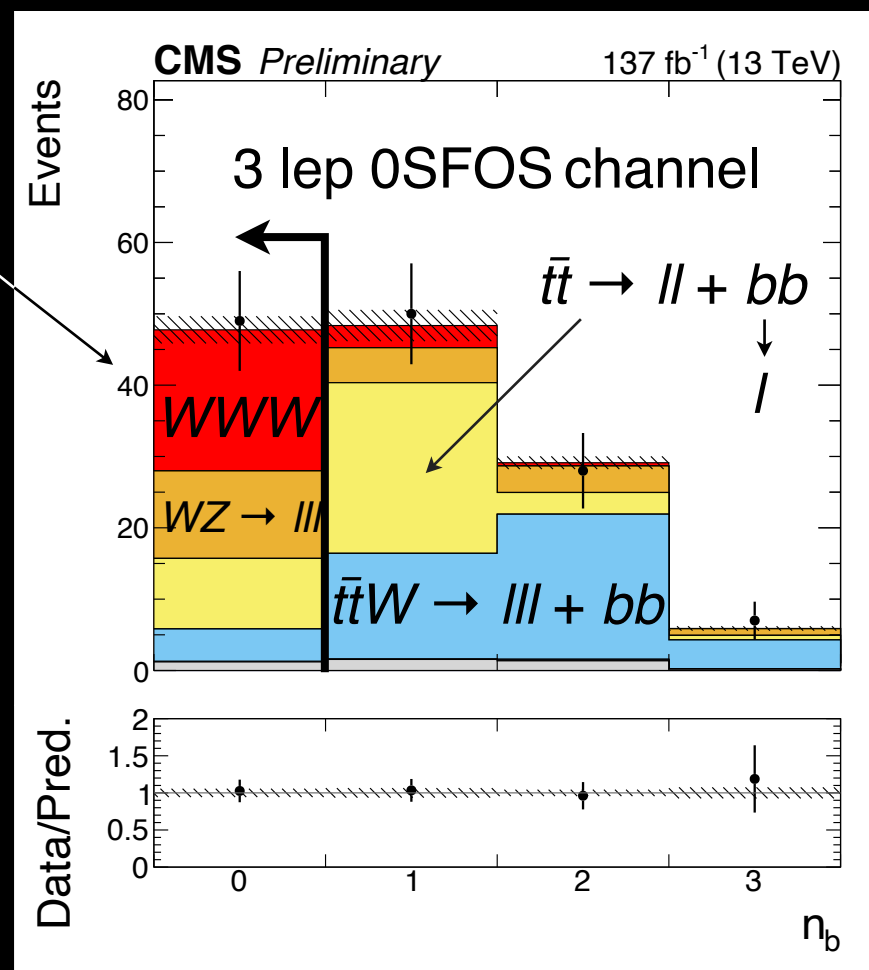 CMS Preliminary 137 fb⁻¹ (13 TeV)
Events
80
3 lep 0SFOS channel
60
tt̄ → ll + bb
l
40
WWW
WZ → lll
20
tt̄W → lll + bb
0
Data/Pred.
2
1.5
1
0.5
0
0 1 2 3
n_b